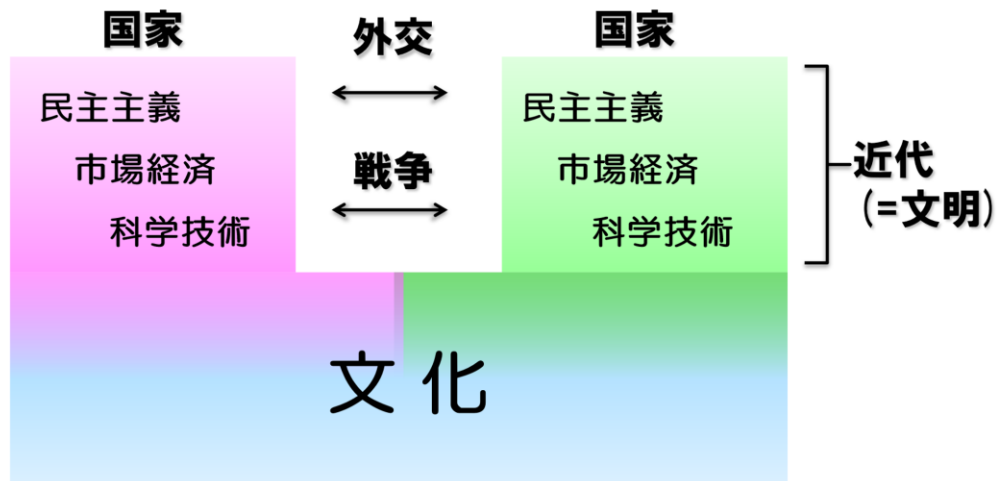 国家
外交
国家
民主主義
市場経済
科学技術
戦争
民主主義
市場経済
科学技術
近代
(=文明)
文化